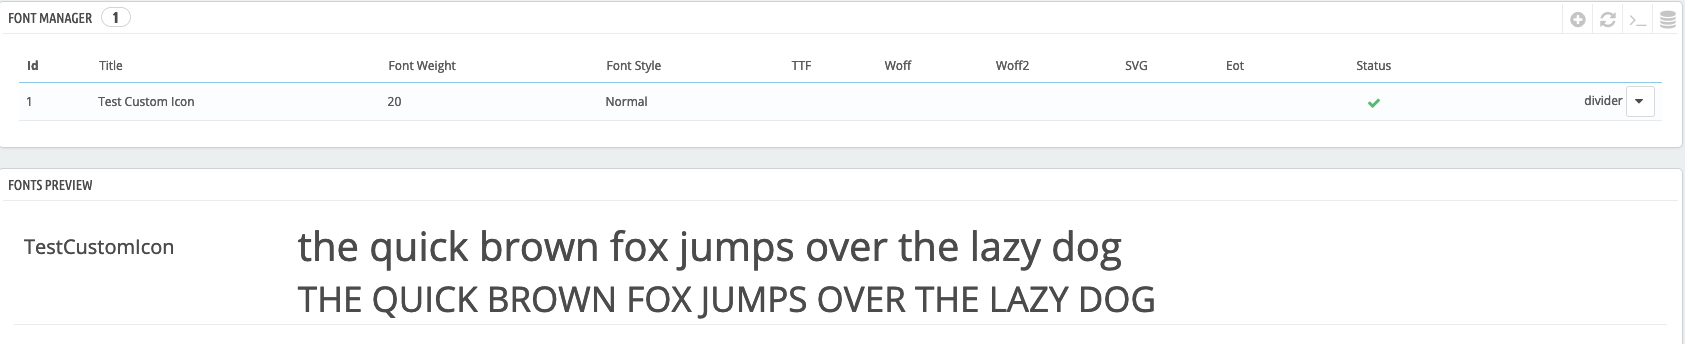 FONT MANAGER 1
Id Title Font Weight Font Style TTF Woff Woff2 SVG Eot Status
1 Test Custom Icon 20 Normal divider
FONTS PREVIEW
TestCustomIcon the quick brown fox jumps over the lazy dog
THE QUICK BROWN FOX JUMPS OVER THE LAZY DOG